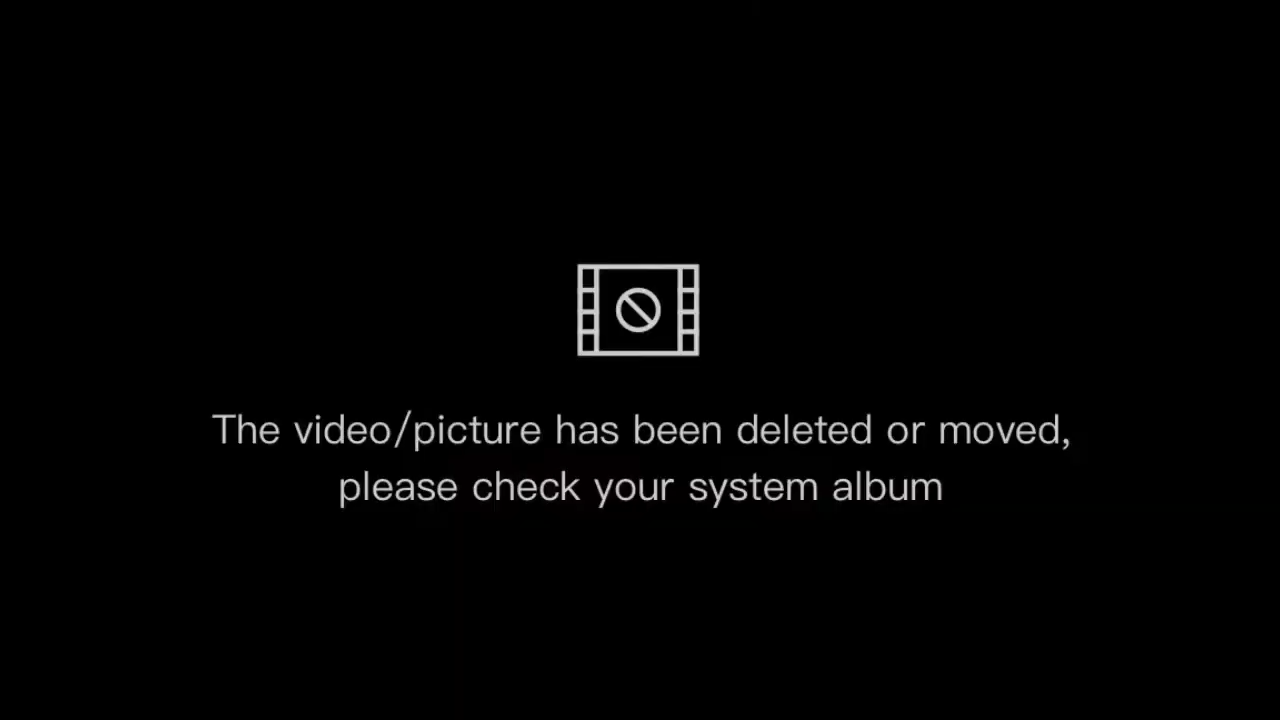 The video/picture has been deleted or moved,
please check your system album